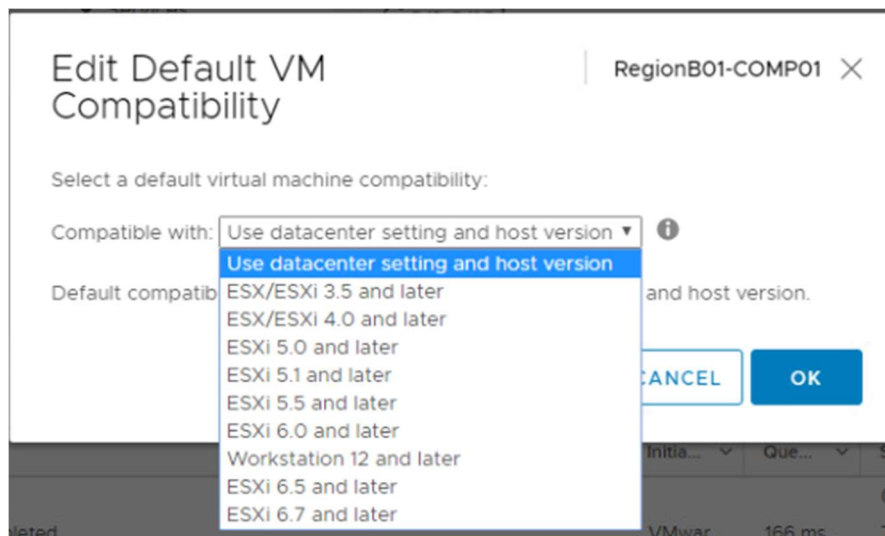 Edit Default VM
Compatibility
RegionB01-COMP01
Select a default virtual machine compatibility:
Compatible with: Use datacenter setting and host version
Use datacenter setting and host version
ESX/ESXi 3.5 and later
ESX/ESXi 4.0 and later
ESXi 5.0 and later
ESXi 5.1 and later
ESXi 5.5 and later
ESXi 6.0 and later
Workstation 12 and later
ESXi 6.5 and later
ESXi 6.7 and later
Default compatib and host version.
CANCEL
OK
Initia... Que...
pleted VMwar 166 ms